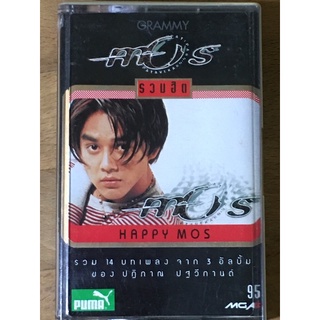 GRAMMY
mos
รวมฮิต
mos
HAPPY MOS
รวม 14 บทเพลง จาก 3 อัลบั้ม
ของ ปฏิภาณ ปฐวีกานต์
PUMA
95
MGA